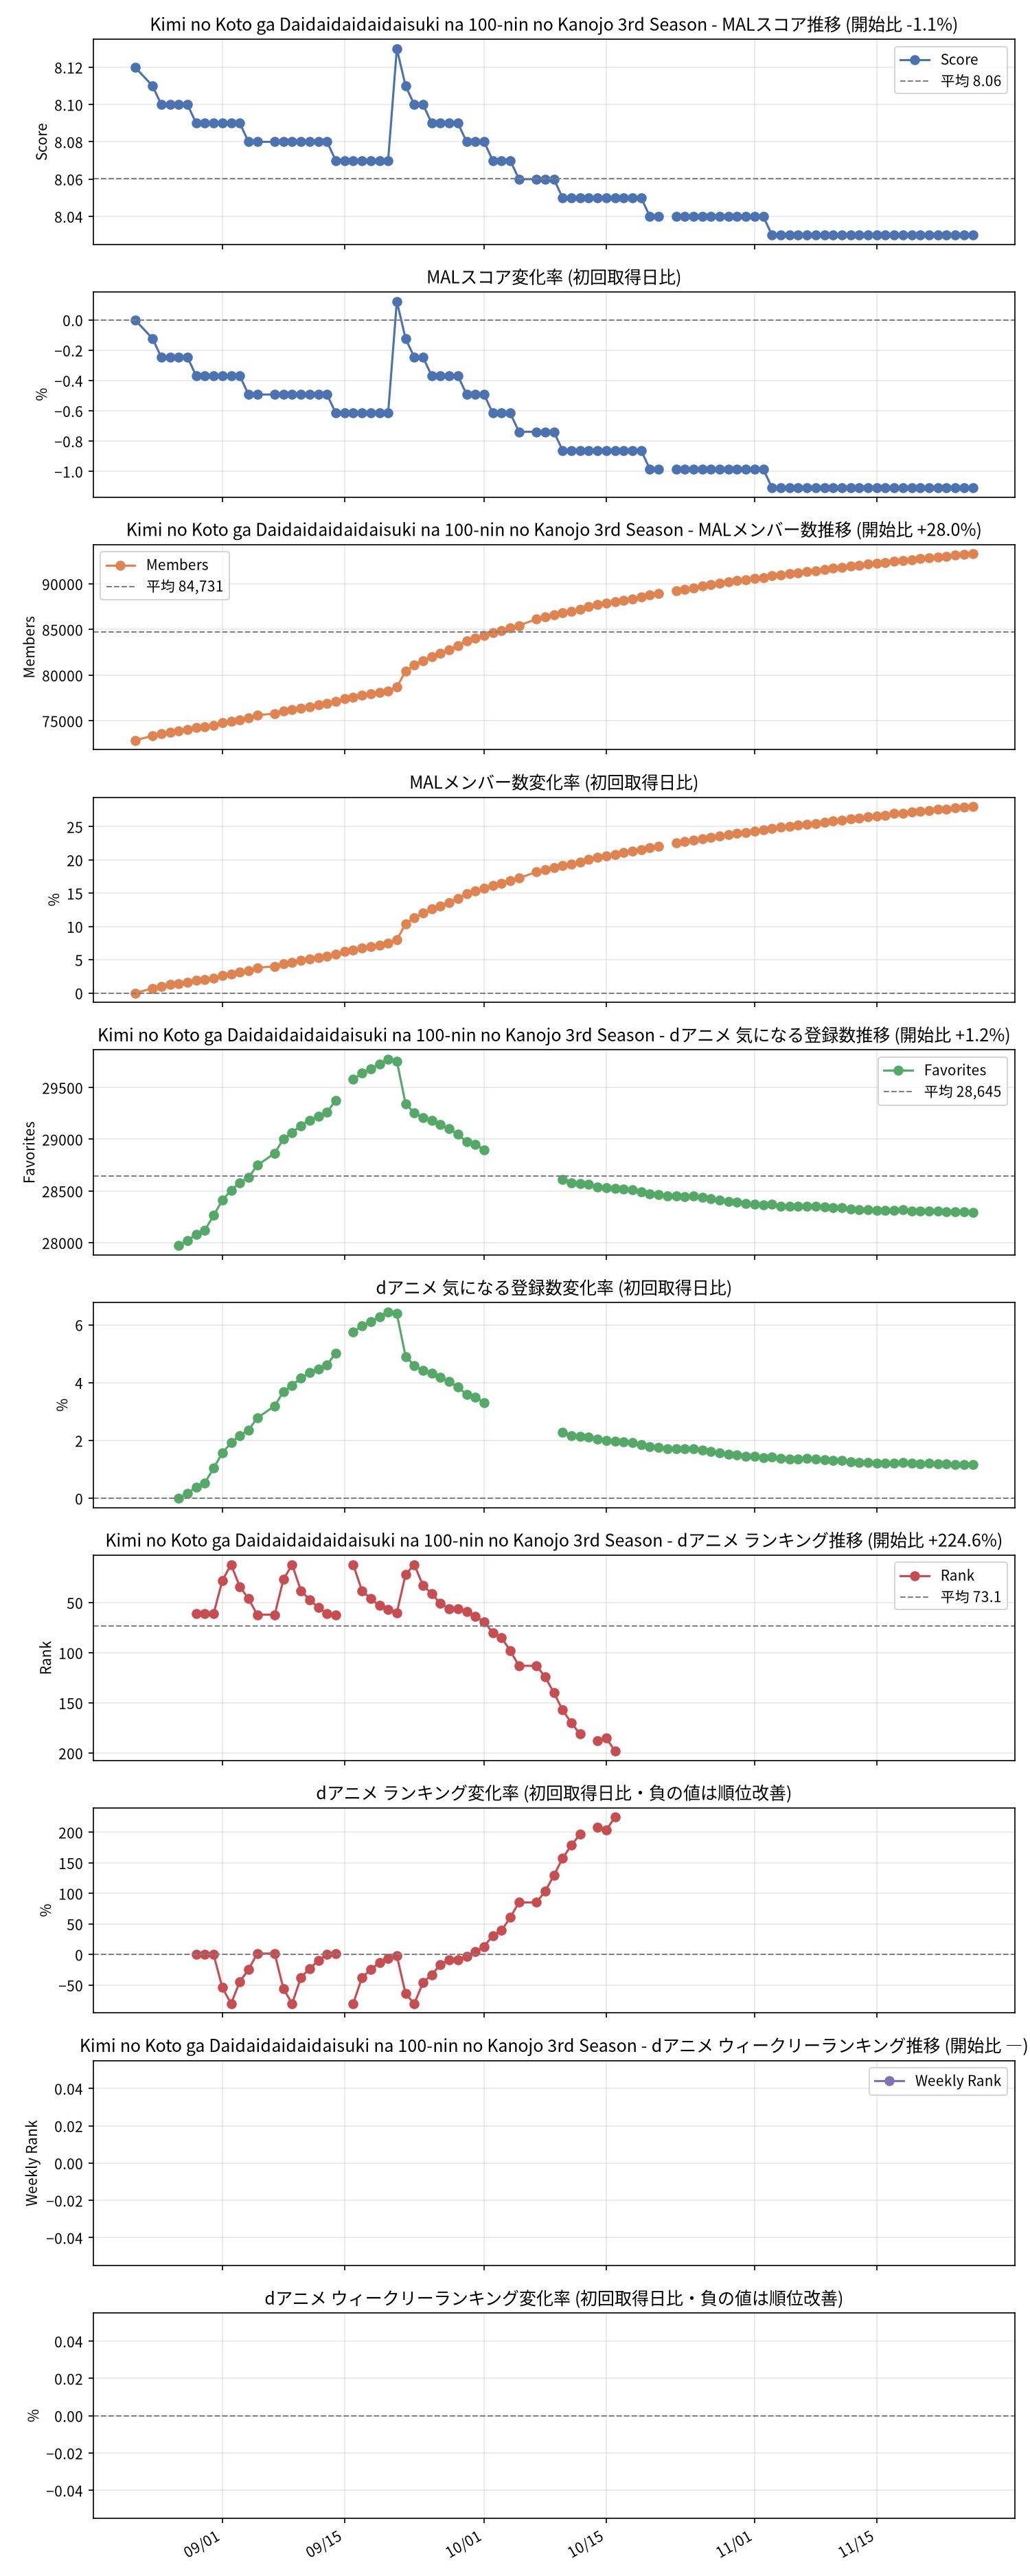 Kimi no Koto ga Daidaidaidaidaisuki na 100-nin no Kanojo 3rd Season - MALスコア推移 (開始比 -1.1%)
8.12
8.10
8.08
8.06
8.04
Score
Score
平均 8.06
MALスコア変化率 (初回取得日比)
0.0
−0.2
−0.4
−0.6
−0.8
−1.0
%
Kimi no Koto ga Daidaidaidaidaisuki na 100-nin no Kanojo 3rd Season - MALメンバー数推移 (開始比 +28.0%)
90000
85000
80000
75000
Members
Members
平均 84,731
MALメンバー数変化率 (初回取得日比)
25
20
15
10
5
0
%
Kimi no Koto ga Daidaidaidaidaisuki na 100-nin no Kanojo 3rd Season - dアニメ 気になる登録数推移 (開始比 +1.2%)
29500
29000
28500
28000
Favorites
Favorites
平均 28,645
dアニメ 気になる登録数変化率 (初回取得日比)
6
4
2
0
%
Kimi no Koto ga Daidaidaidaidaisuki na 100-nin no Kanojo 3rd Season - dアニメ ランキング推移 (開始比 +224.6%)
50
100
150
200
Rank
Rank
平均 73.1
dアニメ ランキング変化率 (初回取得日比・負の値は順位改善)
200
150
100
50
0
−50
%
Kimi no Koto ga Daidaidaidaidaisuki na 100-nin no Kanojo 3rd Season - dアニメ ウィークリーランキング推移 (開始比 —)
0.04
0.02
0.00
−0.02
−0.04
Weekly Rank
Weekly Rank
dアニメ ウィークリーランキング変化率 (初回取得日比・負の値は順位改善)
0.04
0.02
0.00
−0.02
−0.04
%
09/01
09/15
10/01
10/15
11/01
11/15